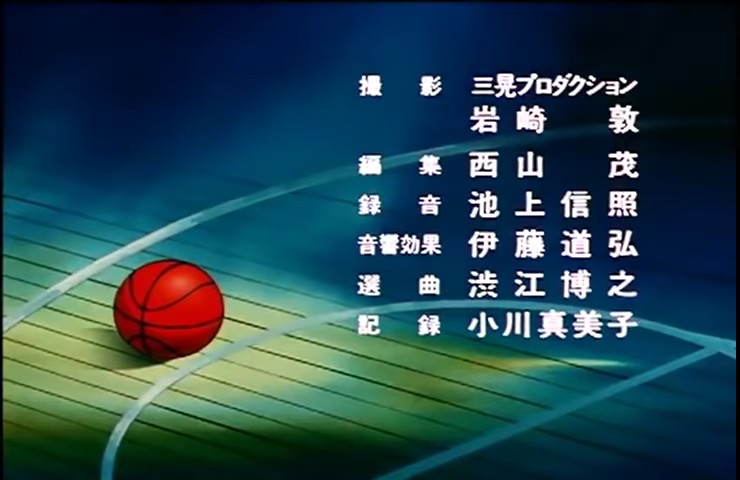 撮影 三晃プロダクション
岩崎 敦
編集 西山 茂
録音 池上信照
音響効果 伊藤道弘
選曲 渋江博之
記録 小川真美子